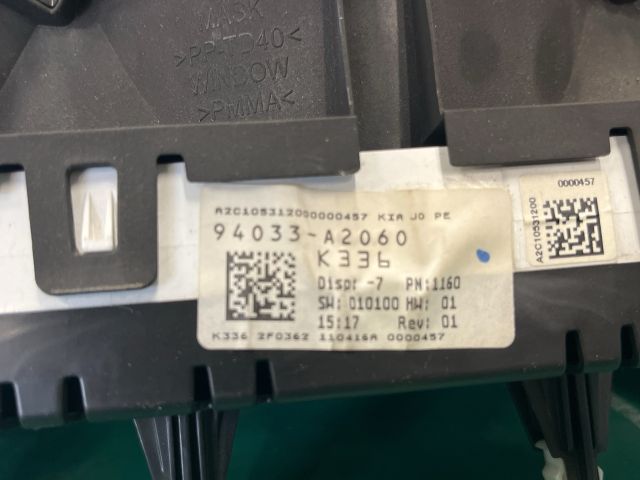 MASK
>PP-TD40<
WINDOW
>PMMA<
0000457
A2C10531200
A2C1053120000000457 KIA JD PE
94033-A2060
K336
Disp: -7 PN:1160
SW: 010100 HW: 01
15:17 Rev: 01
K336 2F0362 110416A 0000457